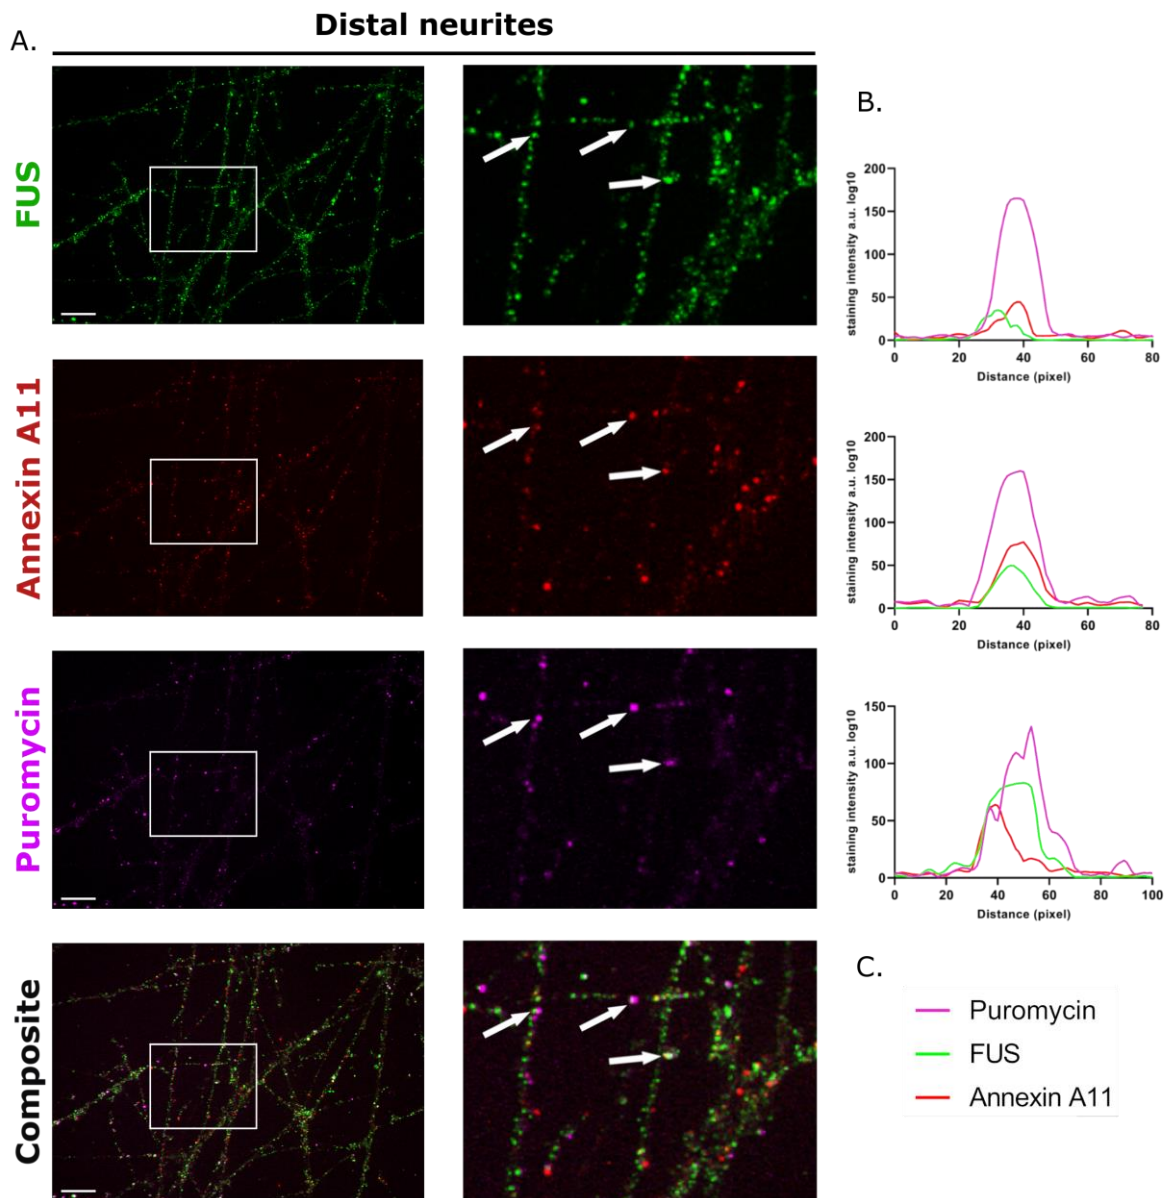 A.
Distal neurites
FUS
Annexin A11
Puromycin
Composite
B.
staining intensity a.u. log10
200
150
100
50
0
0 20 40 60 80
Distance (pixel)
staining intensity a.u. log10
200
150
100
50
0
0 20 40 60 80
Distance (pixel)
staining intensity a.u. log10
150
100
50
0
0 20 40 60 80 100
Distance (pixel)
C.
Puromycin
FUS
Annexin A11